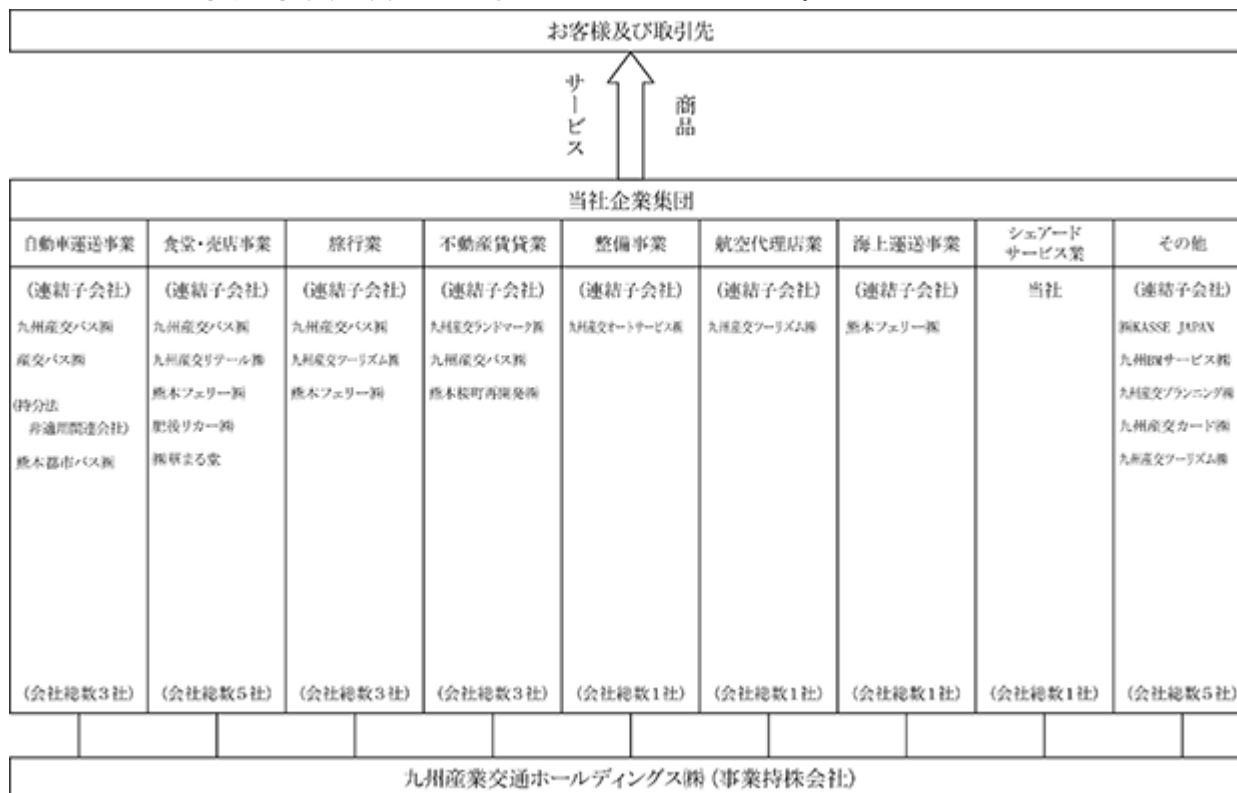 お客様及び取引先
サービス
商品
当社企業集団
自動車運送事業
食堂・売店事業
旅行業
不動産賃貸業
整備事業
航空代理店業
海上運送事業
シェアード
サービス業
その他
(連結子会社)
九州産交バス㈱
産交バス㈱
(持分法
非適用関連会社)
熊本都市バス㈱
(会社総数3社)
(連結子会社)
九州産交バス㈱
九州産交リテール㈱
熊本フェリー㈱
肥後リカー㈱
(会社総数5社)
(連結子会社)
九州産交バス㈱
九州産交ツーリズム㈱
熊本フェリー㈱
(会社総数3社)
(連結子会社)
九州産交ランドマーク㈱
九州産交バス㈱
熊本桜町再開発㈱
(会社総数3社)
(連結子会社)
九州産交オートサービス㈱
(会社総数1社)
(連結子会社)
九州産交ツーリズム㈱
(会社総数1社)
(連結子会社)
熊本フェリー㈱
(会社総数1社)
当社
(会社総数1社)
(連結子会社)
㈱KASSE JAPAN
九州BMサービス㈱
九州産交プランニング㈱
九州産交カード㈱
九州産交ツーリズム㈱
(会社総数5社)
九州産業交通ホールディングス㈱ (事業持株会社)